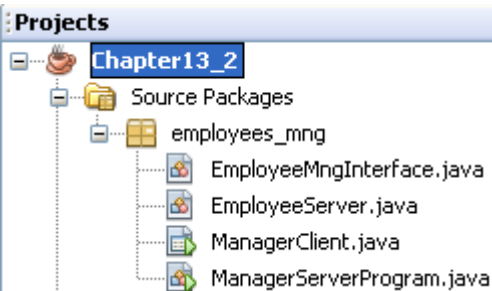 Projects
Chapter13_2
Source Packages
employees_mng
EmployeeMngInterface.java
EmployeeServer.java
ManagerClient.java
ManagerServerProgram.java